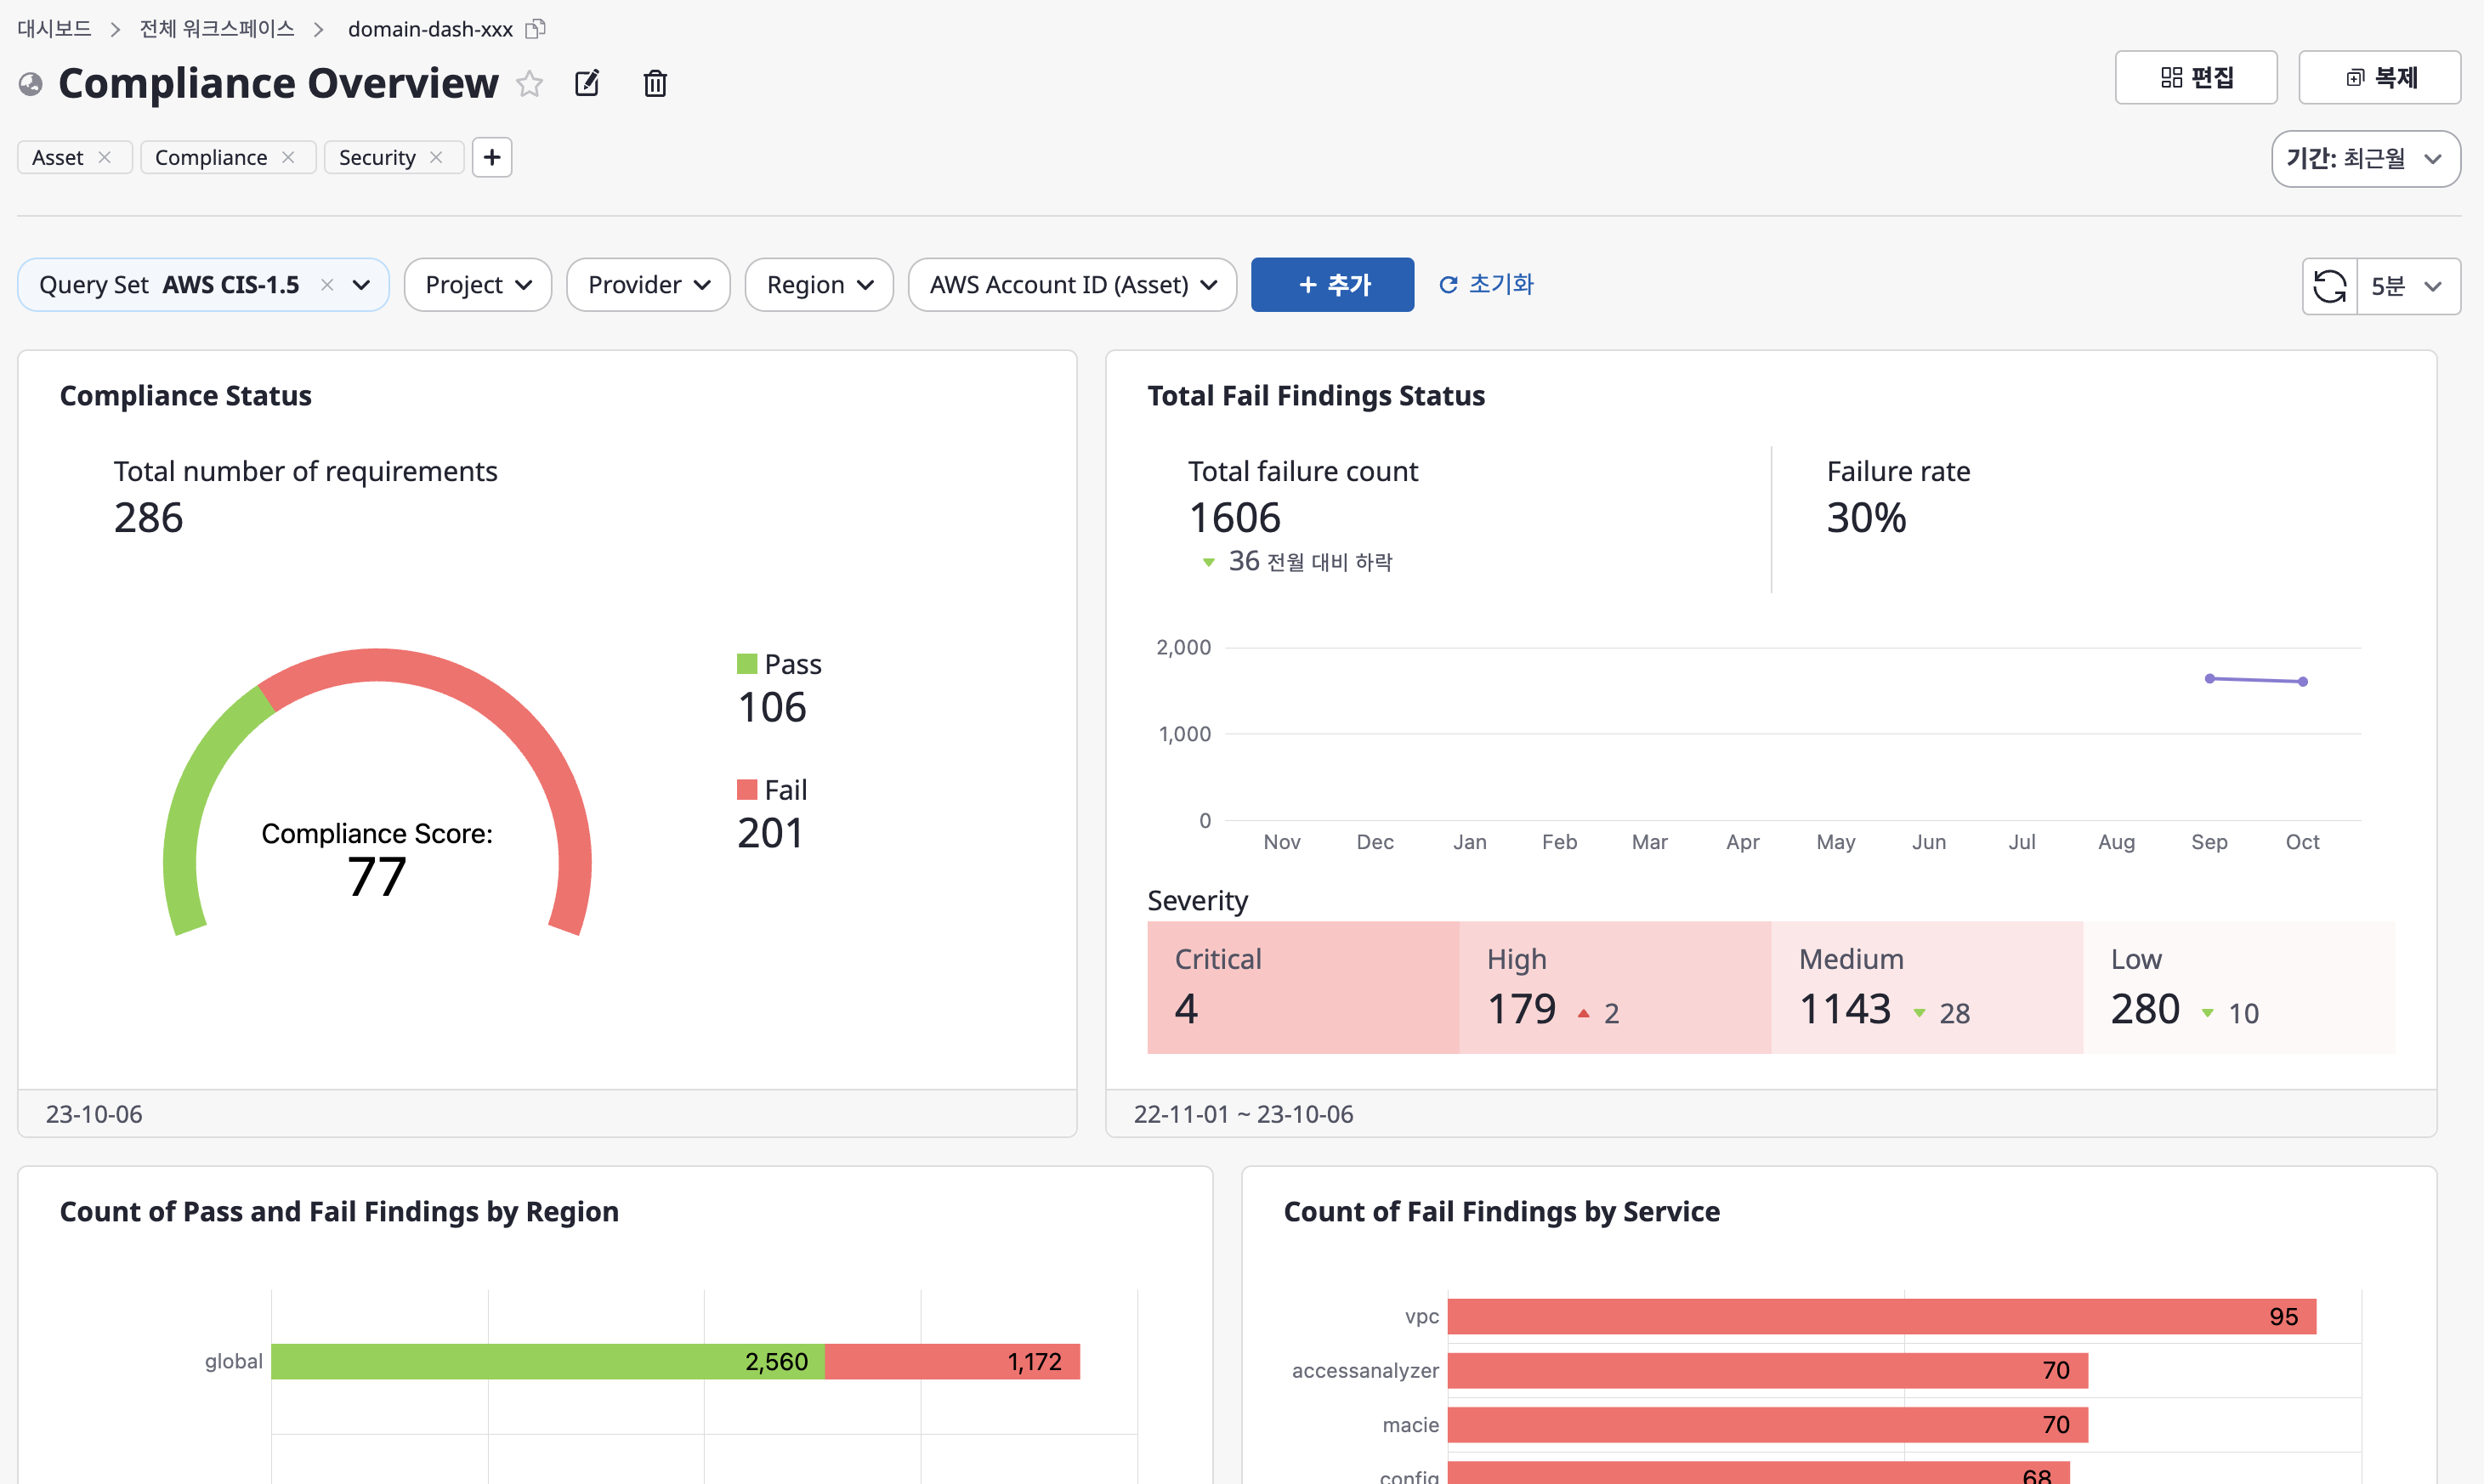 대시보드 > 전체 워크스페이스 > domain-dash-xxx
Compliance Overview
편집
복제
Asset
Compliance
Security
+
기간: 최근월
Query Set AWS CIS-1.5
Project
Provider
Region
AWS Account ID (Asset)
+ 추가
초기화
5분
Compliance Status
Total number of requirements
286
Pass
106
Fail
201
Compliance Score:
77
23-10-06
Total Fail Findings Status
Total failure count
1606
36 전월 대비 하락
Failure rate
30%
2,000
1,000
0
Nov Dec Jan Feb Mar Apr May Jun Jul Aug Sep Oct
Severity
Critical
4
High
179 2
Medium
1143 28
Low
280 10
22-11-01 ~ 23-10-06
Count of Pass and Fail Findings by Region
global 2,560 1,172
Count of Fail Findings by Service
vpc 95
accessanalyzer 70
macie 70
config 68